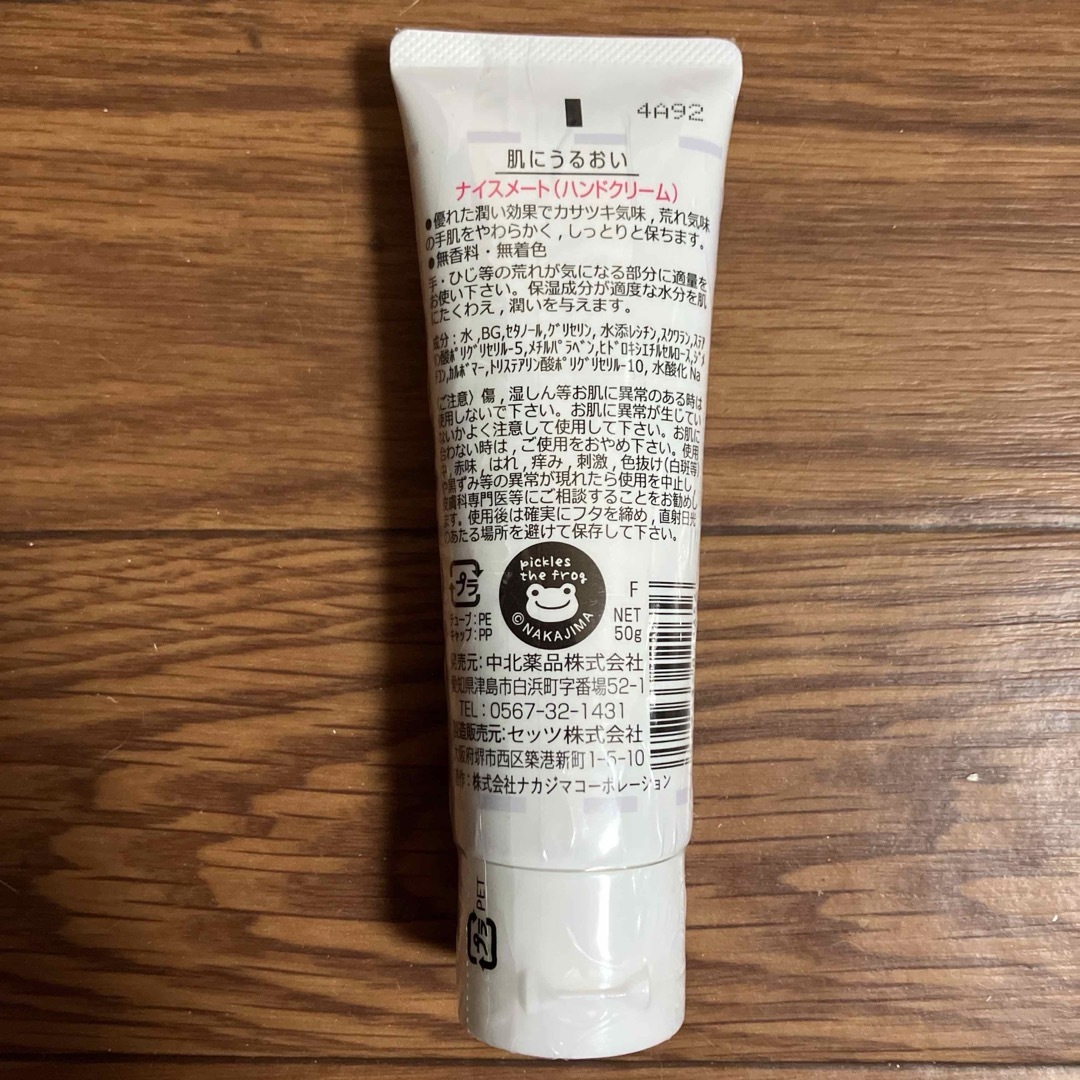 4A92
肌にうるおい
ナイスメート(ハンドクリーム)
●優れた潤い効果でカサツキ気味,荒れ気味
の手肌をやわらかく,しっとりと保ちます。
●無香料・無着色
手・ひじ等の荒れが気になる部分に適量を
お使い下さい。保湿成分が適度な水分を肌
にたくわえ,潤いを与えます。
成分:水,BG,セタノール,グリセリン,水添レシチン,スクワラン,ステア
リン酸ポリグリセリル-5,メチルパラベン,ヒドロキシエチルセルロース,ジメ
チコン,カルボマー,トリステアリン酸ポリグリセリル-10,水酸化Na
〈ご注意〉傷,湿しん等お肌に異常のある時は
使用しないで下さい。お肌に異常が生じてい
ないかよく注意して使用して下さい。お肌に
合わない時は,ご使用をおやめ下さい。使用
中,赤味,はれ,痒み,刺激,色抜け(白斑等)
や黒ずみ等の異常が現れたら使用を中止し,
皮膚科専門医等にご相談することをお勧めし
ます。使用後は確実にフタを締め,直射日光
のあたる場所を避けて保存して下さい。
プラ
チューブ:PE
キャップ:PP
pickles
the frog
©NAKAJIMA
F
NET
50g
発売元:中北薬品株式会社
愛知県津島市白浜町字番場52-1
TEL:0567-32-1431
製造販売元:セッツ株式会社
大阪府堺市西区築港新町1-5-10
制作:株式会社ナカジマコーポレーション
プラ PET